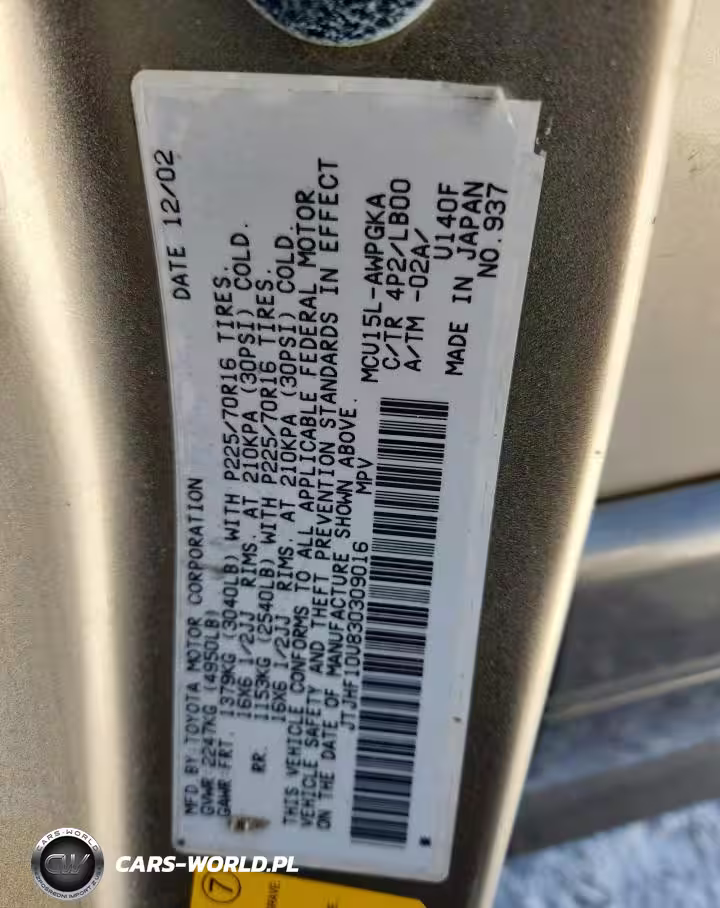 MFD BY TOYOTA MOTOR CORPORATION DATE 12/02
GVWR 2247KG (4950LB)
GAWR FRT. 1379KG (3040LB) WITH P225/70R16 TIRES.
16X6 1/2JJ RIMS. AT 210KPA (30PSI) COLD.
RR. 1153KG (2540LB) WITH P225/70R16 TIRES.
16X6 1/2JJ RIMS. AT 210KPA (30PSI) COLD.
THIS VEHICLE CONFORMS TO ALL APPLICABLE FEDERAL MOTOR
VEHICLE SAFETY AND THEFT PREVENTION STANDARDS IN EFFECT
ON THE DATE OF MANUFACTURE SHOWN ABOVE.
JTJHF10U830309016 MPV
MCU15L-AWPGKA
C/TR 4P2/LB00
A/TM -02A/ U140F
MADE IN JAPAN
NO.937
7
CARS-WORLD
CW
CARS-WORLD.PL